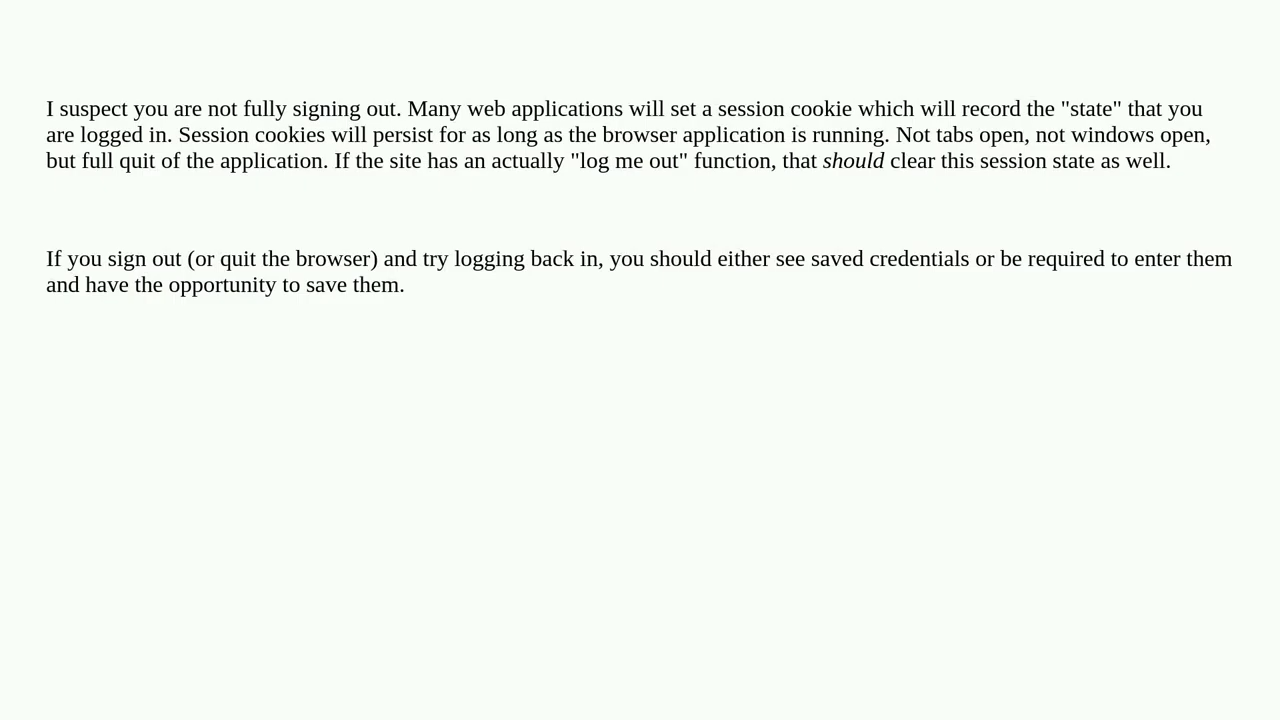 I suspect you are not fully signing out. Many web applications will set a session cookie which will record the "state" that you
are logged in. Session cookies will persist for as long as the browser application is running. Not tabs open, not windows open,
but full quit of the application. If the site has an actually "log me out" function, that should clear this session state as well.
If you sign out (or quit the browser) and try logging back in, you should either see saved credentials or be required to enter them
and have the opportunity to save them.